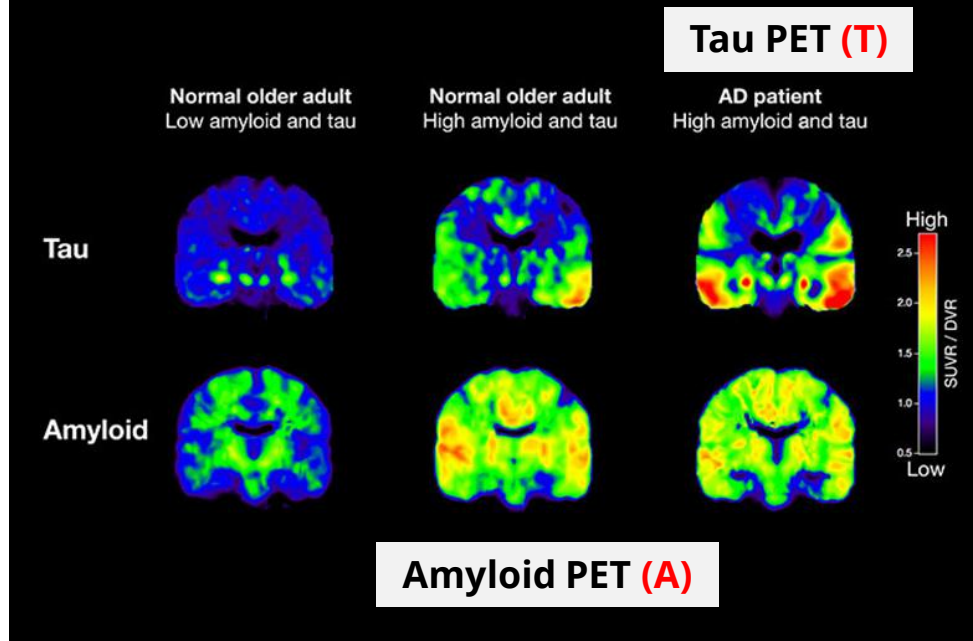 Tau PET (T)
Normal older adult
Low amyloid and tau
Normal older adult
High amyloid and tau
AD patient
High amyloid and tau
Tau
Amyloid
High
2.5
2.0
1.5
1.0
0.5
Low
SUVR / DVR
Amyloid PET (A)